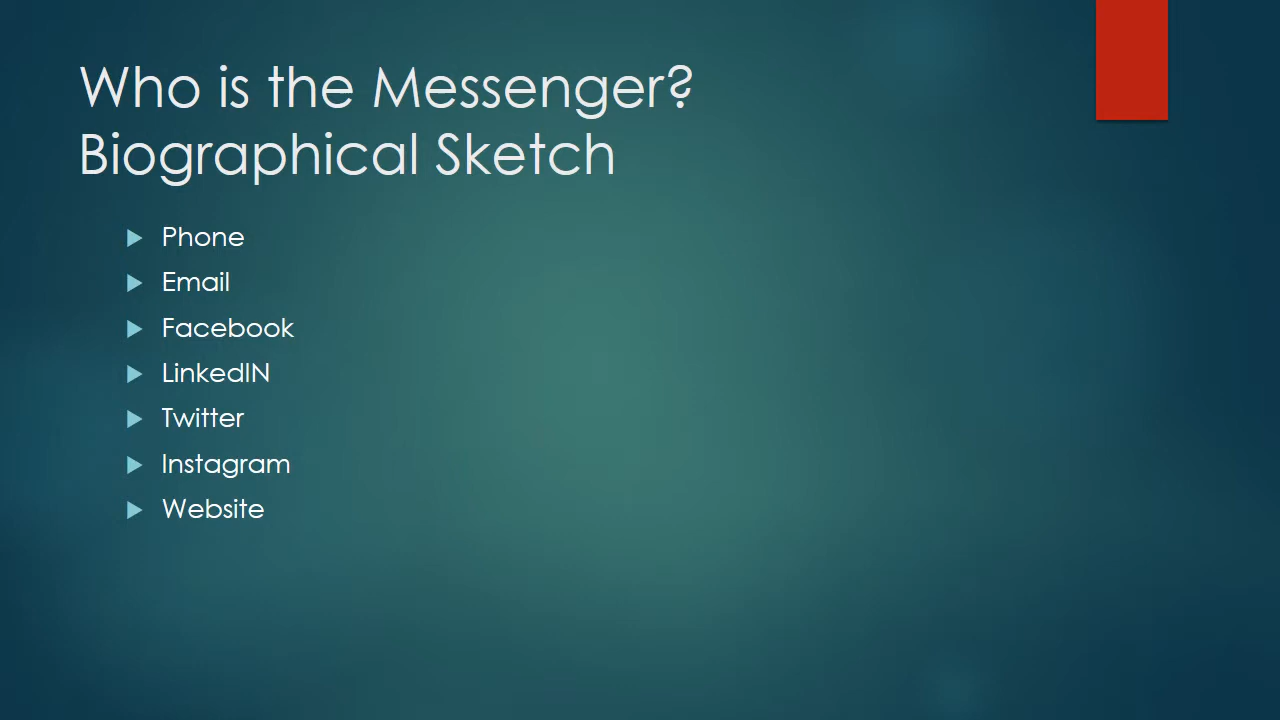 Who is the Messenger?
Biographical Sketch
Phone
Email
Facebook
LinkedIN
Twitter
Instagram
Website